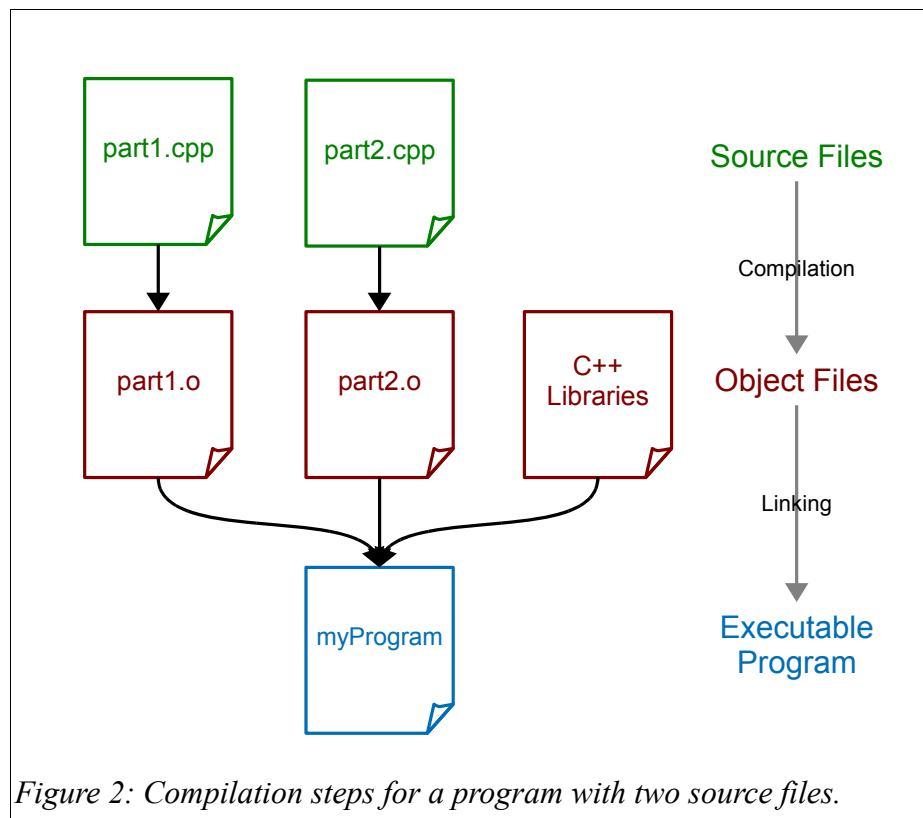 part1.cpp
part2.cpp
Source Files
Compilation
part1.o
part2.o
C++
Libraries
Object Files
Linking
myProgram
Executable
Program
Figure 2: Compilation steps for a program with two source files.